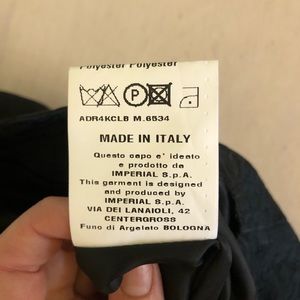 Polyester Polyester
P
ADR4KCLB M.6534
MADE IN ITALY
Questo capo e' ideato
e prodotto da
IMPERIAL S.p.A.
This garment is designed
and produced by
IMPERIAL S.p.A.
VIA DEI LANAIOLI, 42
CENTERGROSS
Funo di Argelato BOLOGNA